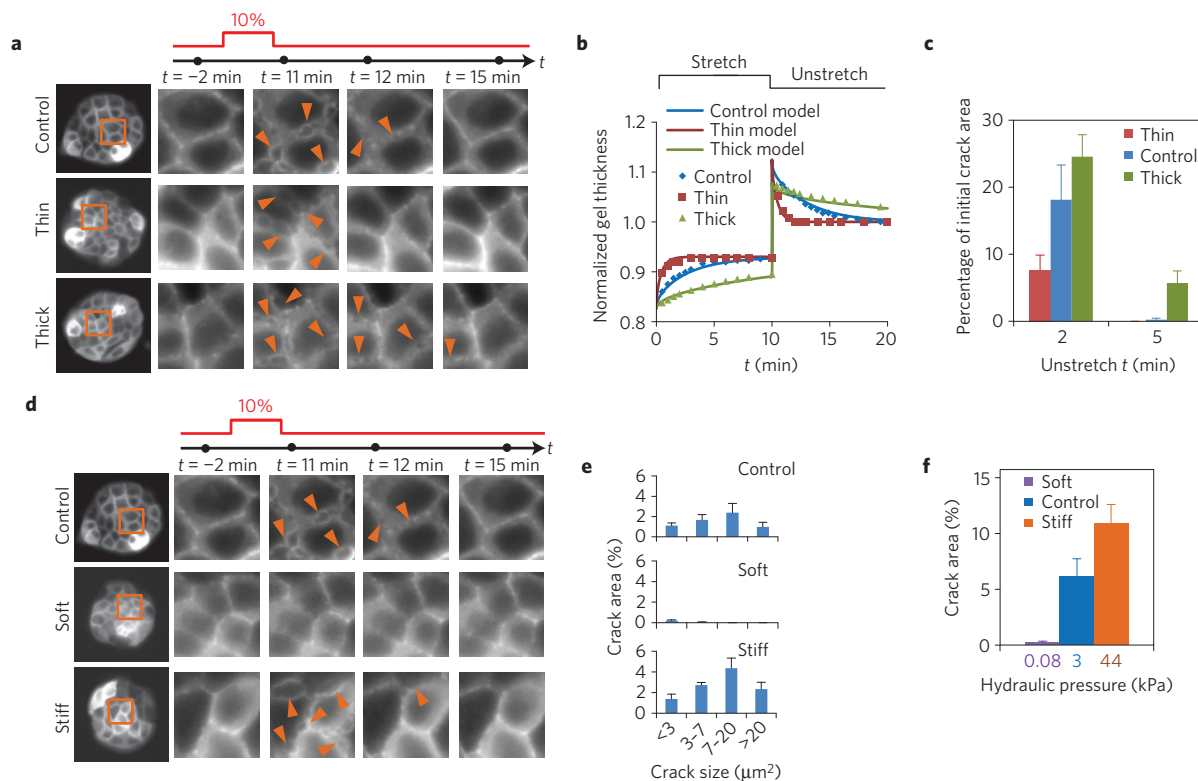 a
10%
t
t = −2 min t = 11 min t = 12 min t = 15 min
Control
Thin
Thick
b
Stretch
Unstretch
Control model
Thin model
Thick model
Control
Thin
Thick
Normalized gel thickness
1.2
1.1
1.0
0.9
0.8
0 5 10 15 20
t (min)
c
Thin
Control
Thick
Percentage of initial crack area
30
20
10
0
2 5
Unstretch t (min)
d
10%
t
t = −2 min t = 11 min t = 12 min t = 15 min
Control
Soft
Stiff
e
Control
6
4
2
0
Soft
6
4
2
0
Stiff
6
4
2
0
Crack area (%)
<3 3–7 7–20 >20
Crack size (μm²)
f
Soft
Control
Stiff
Crack area (%)
15
10
5
0
0.08 3 44
Hydraulic pressure (kPa)